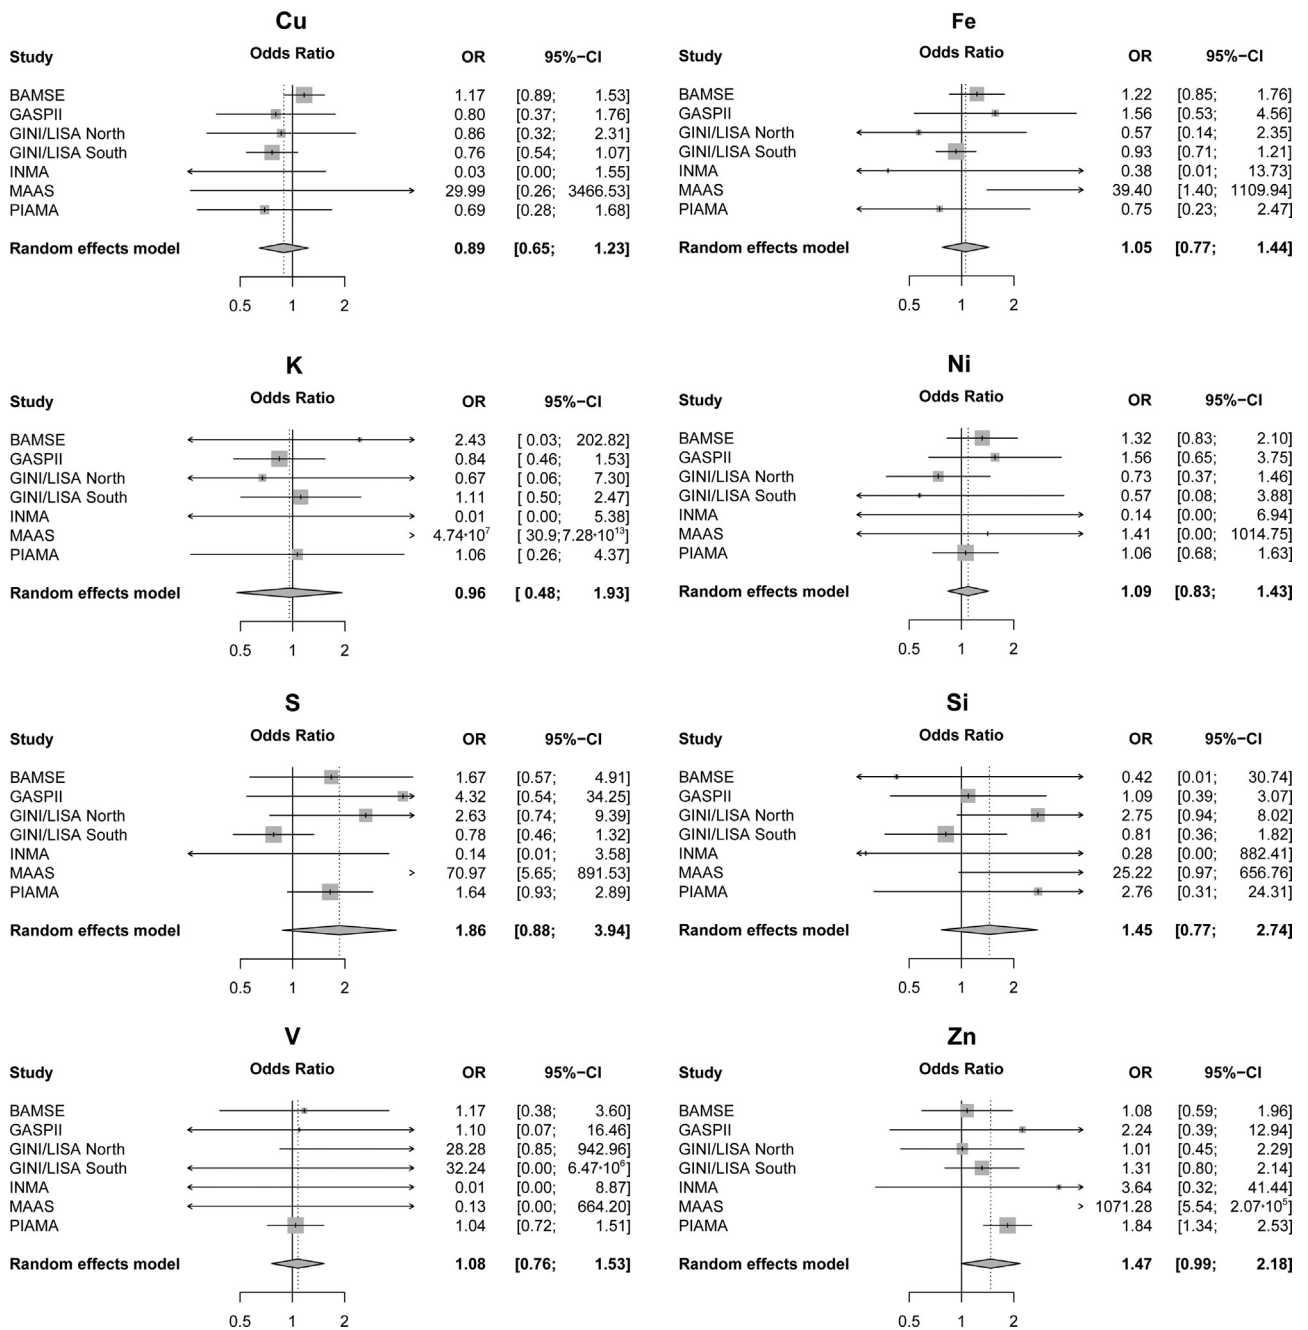 Cu
Study Odds Ratio OR 95%−CI
BAMSE 1.17 [0.89; 1.53]
GASPII 0.80 [0.37; 1.76]
GINI/LISA North 0.86 [0.32; 2.31]
GINI/LISA South 0.76 [0.54; 1.07]
INMA 0.03 [0.00; 1.55]
MAAS 29.99 [0.26; 3466.53]
PIAMA 0.69 [0.28; 1.68]
Random effects model 0.89 [0.65; 1.23]
0.5 1 2
Fe
Study Odds Ratio OR 95%−CI
BAMSE 1.22 [0.85; 1.76]
GASPII 1.56 [0.53; 4.56]
GINI/LISA North 0.57 [0.14; 2.35]
GINI/LISA South 0.93 [0.71; 1.21]
INMA 0.38 [0.01; 13.73]
MAAS 39.40 [1.40; 1109.94]
PIAMA 0.75 [0.23; 2.47]
Random effects model 1.05 [0.77; 1.44]
0.5 1 2
K
Study Odds Ratio OR 95%−CI
BAMSE 2.43 [ 0.03; 202.82]
GASPII 0.84 [ 0.46; 1.53]
GINI/LISA North 0.67 [ 0.06; 7.30]
GINI/LISA South 1.11 [ 0.50; 2.47]
INMA 0.01 [ 0.00; 5.38]
MAAS 4.74*10⁷ [ 30.9;7.28*10¹³]
PIAMA 1.06 [ 0.26; 4.37]
Random effects model 0.96 [ 0.48; 1.93]
0.5 1 2
Ni
Study Odds Ratio OR 95%−CI
BAMSE 1.32 [0.83; 2.10]
GASPII 1.56 [0.65; 3.75]
GINI/LISA North 0.73 [0.37; 1.46]
GINI/LISA South 0.57 [0.08; 3.88]
INMA 0.14 [0.00; 6.94]
MAAS 1.41 [0.00; 1014.75]
PIAMA 1.06 [0.68; 1.63]
Random effects model 1.09 [0.83; 1.43]
0.5 1 2
S
Study Odds Ratio OR 95%−CI
BAMSE 1.67 [0.57; 4.91]
GASPII 4.32 [0.54; 34.25]
GINI/LISA North 2.63 [0.74; 9.39]
GINI/LISA South 0.78 [0.46; 1.32]
INMA 0.14 [0.01; 3.58]
MAAS 70.97 [5.65; 891.53]
PIAMA 1.64 [0.93; 2.89]
Random effects model 1.86 [0.88; 3.94]
0.5 1 2
Si
Study Odds Ratio OR 95%−CI
BAMSE 0.42 [0.01; 30.74]
GASPII 1.09 [0.39; 3.07]
GINI/LISA North 2.75 [0.94; 8.02]
GINI/LISA South 0.81 [0.36; 1.82]
INMA 0.28 [0.00; 882.41]
MAAS 25.22 [0.97; 656.76]
PIAMA 2.76 [0.31; 24.31]
Random effects model 1.45 [0.77; 2.74]
0.5 1 2
V
Study Odds Ratio OR 95%−CI
BAMSE 1.17 [0.38; 3.60]
GASPII 1.10 [0.07; 16.46]
GINI/LISA North 28.28 [0.85; 942.96]
GINI/LISA South 32.24 [0.00; 6.47*10⁶]
INMA 0.01 [0.00; 8.87]
MAAS 0.13 [0.00; 664.20]
PIAMA 1.04 [0.72; 1.51]
Random effects model 1.08 [0.76; 1.53]
0.5 1 2
Zn
Study Odds Ratio OR 95%−CI
BAMSE 1.08 [0.59; 1.96]
GASPII 2.24 [0.39; 12.94]
GINI/LISA North 1.01 [0.45; 2.29]
GINI/LISA South 1.31 [0.80; 2.14]
INMA 3.64 [0.32; 41.44]
MAAS 1071.28 [5.54; 2.07*10⁵]
PIAMA 1.84 [1.34; 2.53]
Random effects model 1.47 [0.99; 2.18]
0.5 1 2